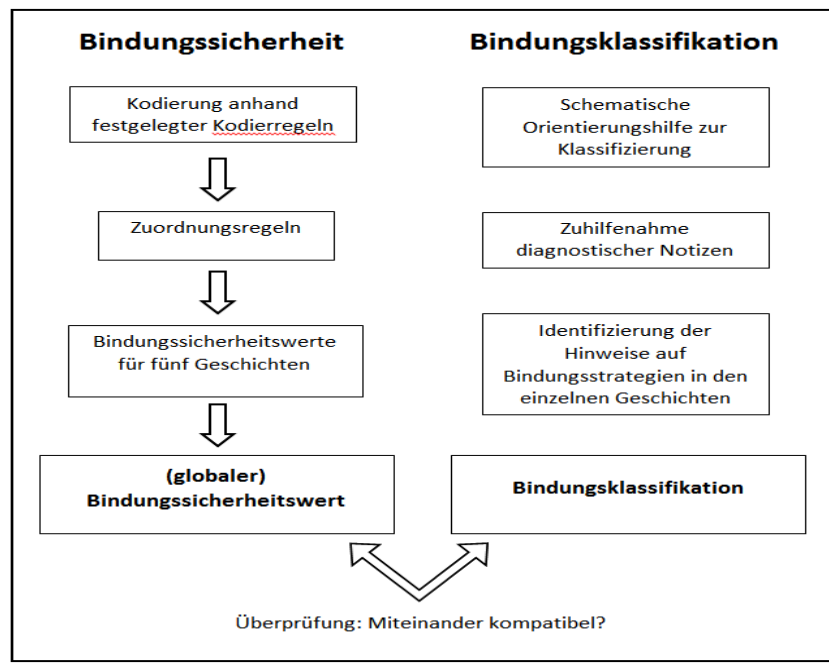 Bindungssicherheit
Kodierung anhand
festgelegter Kodierregeln
Zuordnungsregeln
Bindungssicherheitswerte
für fünf Geschichten
(globaler)
Bindungssicherheitswert
Bindungsklassifikation
Schematische
Orientierungshilfe zur
Klassifizierung
Zuhilfenahme
diagnostischer Notizen
Identifizierung der
Hinweise auf
Bindungsstrategien in den
einzelnen Geschichten
Bindungsklassifikation
Überprüfung: Miteinander kompatibel?